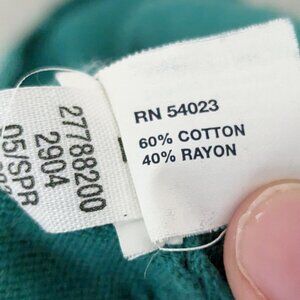 RN 54023
60% COTTON
40% RAYON
27788200
2904
05/SPR